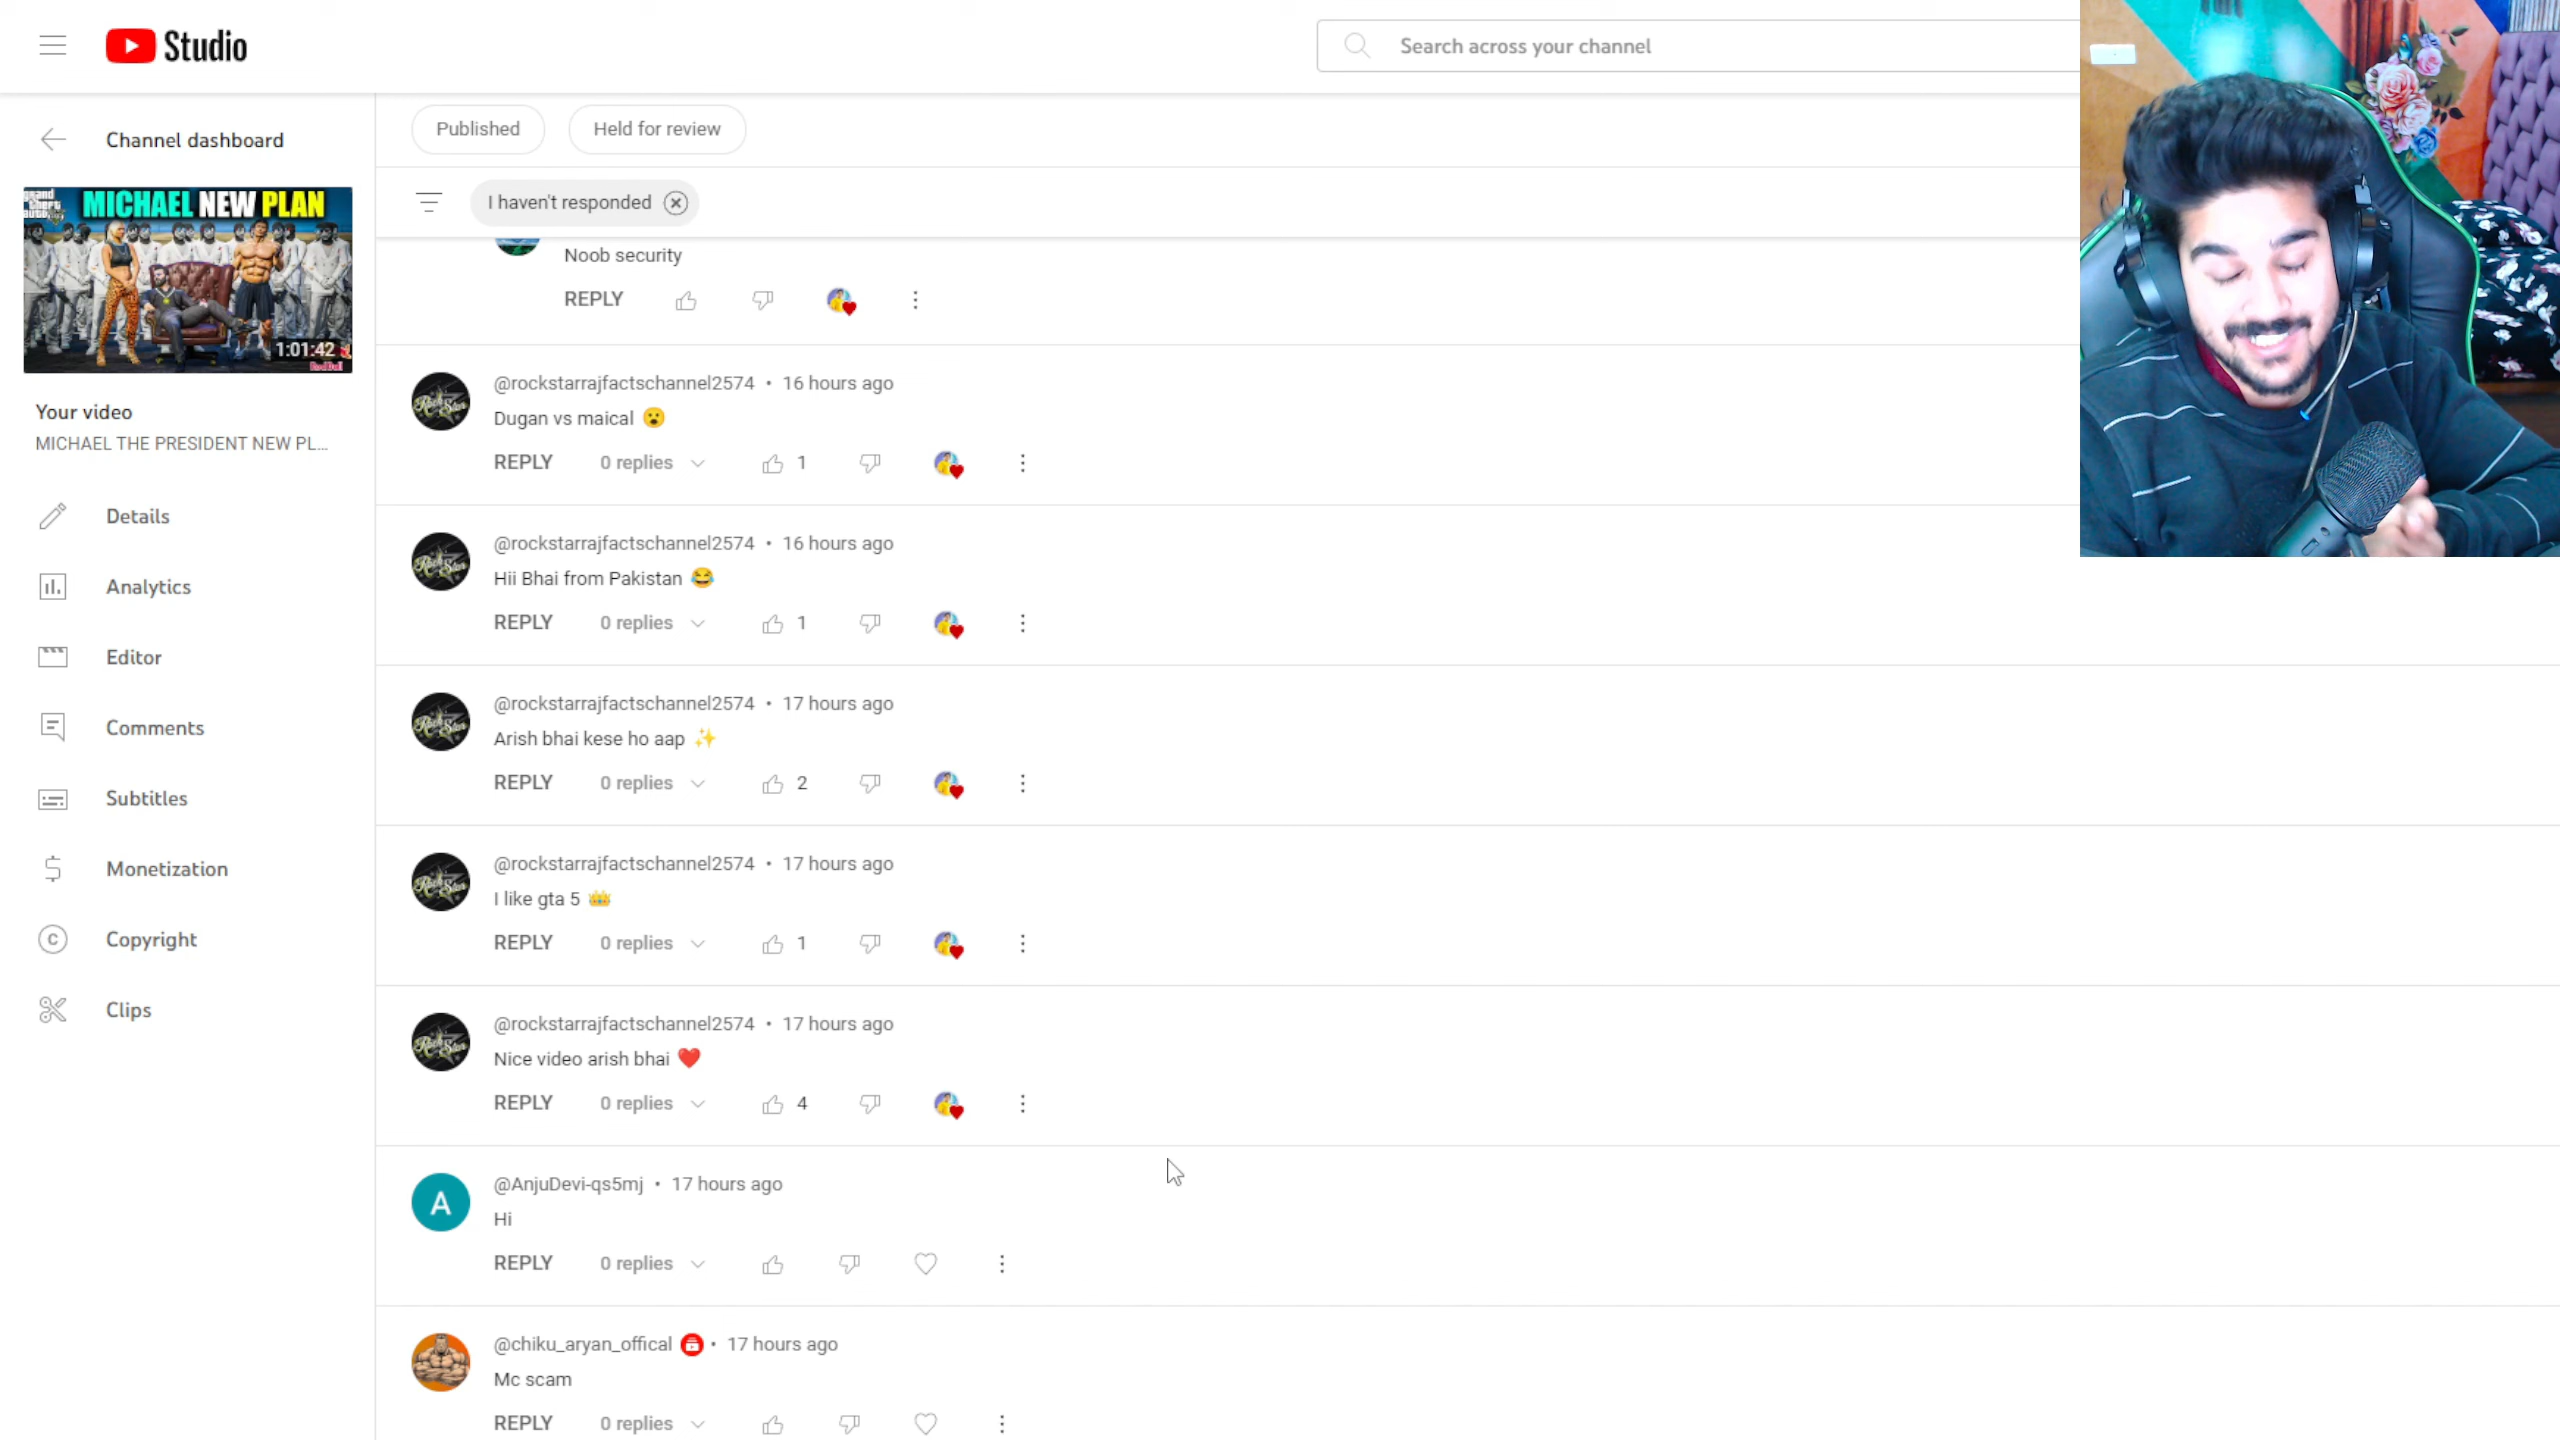 Studio
Search across your channel
Channel dashboard
Published
Held for review
I haven't responded
grand
theft
auto
MICHAEL NEW PLAN
1:01:42
Your video
MICHAEL THE PRESIDENT NEW PL...
Details
Analytics
Editor
Comments
Subtitles
Monetization
Copyright
Clips
Noob security
REPLY
@rockstarrajfactschannel2574 • 16 hours ago
Dugan vs maical 😮
REPLY 0 replies 1
@rockstarrajfactschannel2574 • 16 hours ago
Hii Bhai from Pakistan 😂
REPLY 0 replies 1
@rockstarrajfactschannel2574 • 17 hours ago
Arish bhai kese ho aap ✨
REPLY 0 replies 2
@rockstarrajfactschannel2574 • 17 hours ago
I like gta 5 👑
REPLY 0 replies 1
@rockstarrajfactschannel2574 • 17 hours ago
Nice video arish bhai ❤️
REPLY 0 replies 4
A
@AnjuDevi-qs5mj • 17 hours ago
Hi
REPLY 0 replies
@chiku_aryan_offical • 17 hours ago
Mc scam
REPLY 0 replies